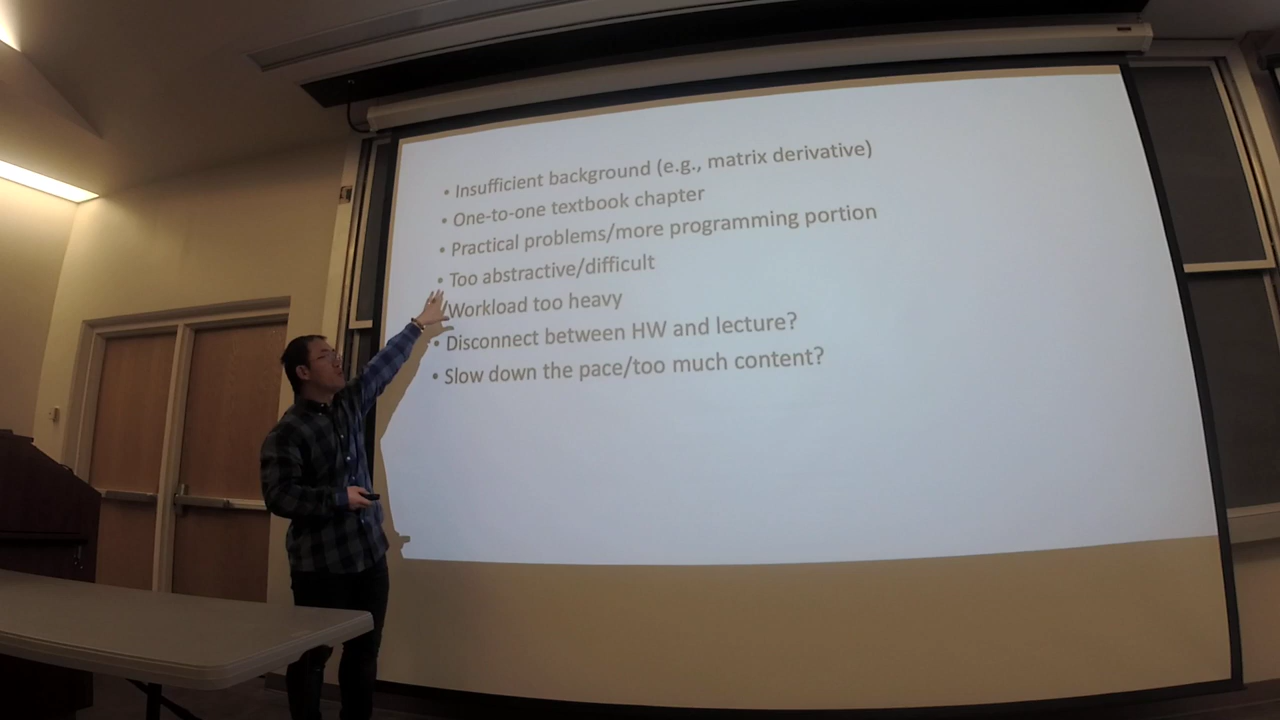 • Insufficient background (e.g., matrix derivative)
• One-to-one textbook chapter
• Practical problems/more programming portion
• Too abstractive/difficult
Workload too heavy
• Disconnect between HW and lecture?
• Slow down the pace/too much content?